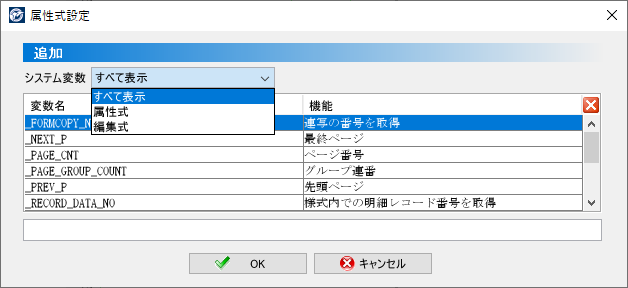 属性式設定
追加
システム変数 すべて表示
すべて表示
属性式
編集式
変数名 機能
_FORMCOPY_N 連写の番号を取得
_NEXT_P 最終ページ
_PAGE_CNT ページ番号
_PAGE_GROUP_COUNT グループ連番
_PREV_P 先頭ページ
_RECORD_DATA_NO 様式内での明細レコード番号を取得
OK キャンセル